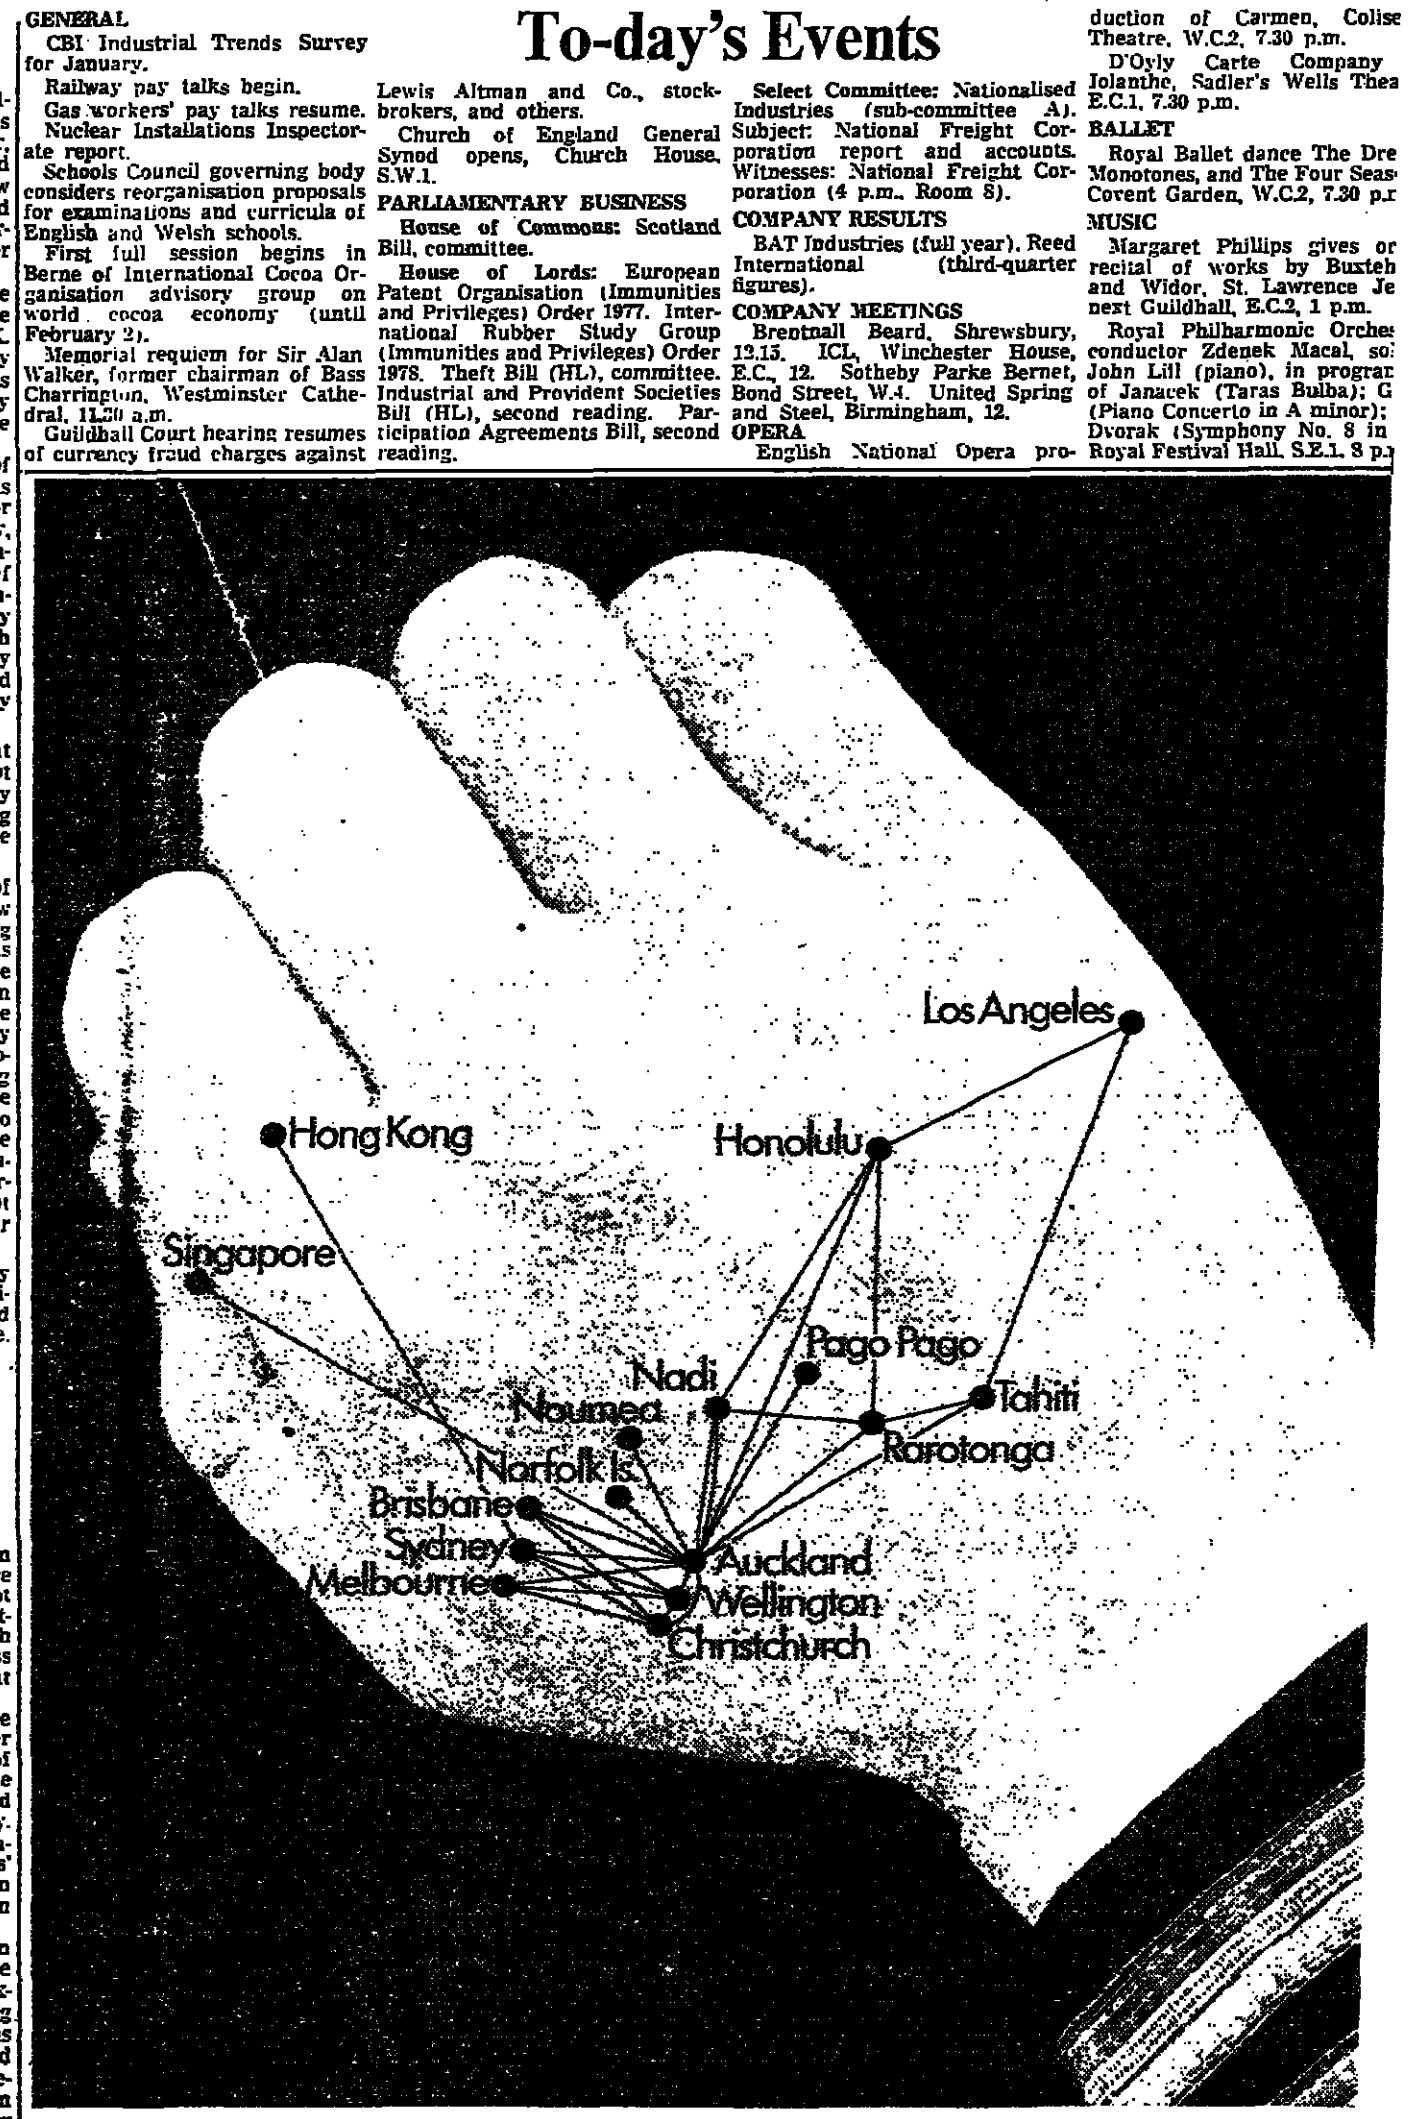 To-day's Events
GENERAL
CBI Industrial Trends Survey
for January.
Railway pay talks begin.
Gas workers' pay talks resume.
Nuclear Installations Inspector-
ate report.
Schools Council governing body
considers reorganisation proposals
for examinations and curricula of
English and Welsh schools.
First full session begins in
Berne of International Cocoa Or-
ganisation advisory group on
world cocoa economy (until
February 2).
Memorial requiem for Sir Alan
Walker, former chairman of Bass
Charrington, Westminster Cathe-
dral, 11.30 a.m.
Guildhall Court hearing resumes
of currency fraud charges against
Lewis Altman and Co., stock-
brokers, and others.
Church of England General
Synod opens, Church House,
S.W.1.
PARLIAMENTARY BUSINESS
House of Commons: Scotland
Bill, committee.
House of Lords: European
Patent Organisation (Immunities
and Privileges) Order 1977. Inter-
national Rubber Study Group
(Immunities and Privileges) Order
1978. Theft Bill (HL), committee.
Industrial and Provident Societies
Bill (HL), second reading. Par-
ticipation Agreements Bill, second
reading.
Select Committee: Nationalised
Industries (sub-committee A).
Subject: National Freight Cor-
poration report and accounts.
Witnesses: National Freight Cor-
poration (4 p.m., Room 8).
COMPANY RESULTS
BAT Industries (full year). Reed
International (third-quarter
figures).
COMPANY MEETINGS
Brentnall Beard, Shrewsbury,
12.15. ICL, Winchester House,
E.C., 12. Sotheby Parke Bernet,
Bond Street, W.4. United Spring
and Steel, Birmingham, 12.
OPERA
English National Opera pro-
duction of Carmen, Colise
Theatre, W.C.2, 7.30 p.m.
D'Oyly Carte Company
Iolanthe, Sadler's Wells Thea
E.C.1, 7.30 p.m.
BALLET
Royal Ballet dance The Dre
Monotones, and The Four Seas
Covent Garden, W.C.2, 7.30 p.
MUSIC
Margaret Phillips gives or
recital of works by Buxteh
and Widor, St. Lawrence Je
next Guildhall, E.C.2, 1 p.m.
Royal Philharmonic Orches
conductor Zdenek Macal, so
John Lill (piano), in program
of Janacek (Taras Bulba); G
(Piano Concerto in A minor);
Dvorak (Symphony No. 8 in
Royal Festival Hall, S.E.1, 8 p.
Los Angeles
Hong Kong
Honolulu
Singapore
Pago Pago
Nadi
Tahiti
Noumea
Rarotonga
Norfolk Is.
Brisbane
Sydney
Auckland
Melbourne
Wellington
Christchurch